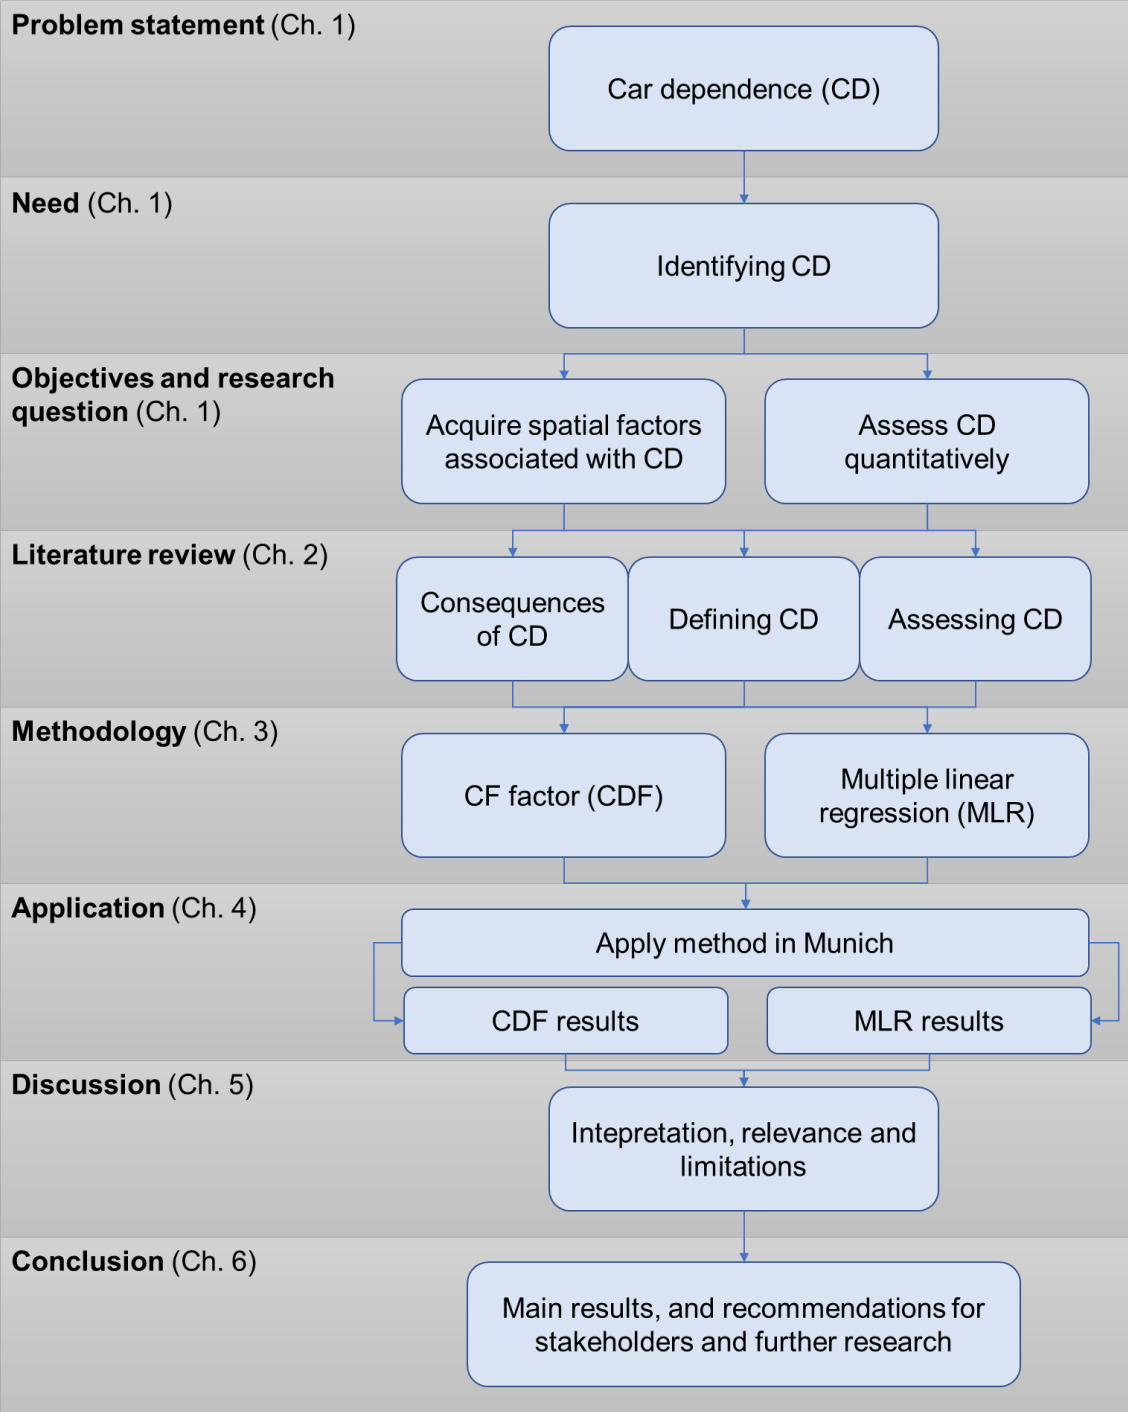 Problem statement (Ch. 1)
Car dependence (CD)
Need (Ch. 1)
Identifying CD
Objectives and research
question (Ch. 1)
Acquire spatial factors
associated with CD
Assess CD
quantitatively
Literature review (Ch. 2)
Consequences
of CD
Defining CD
Assessing CD
Methodology (Ch. 3)
CF factor (CDF)
Multiple linear
regression (MLR)
Application (Ch. 4)
Apply method in Munich
CDF results
MLR results
Discussion (Ch. 5)
Intepretation, relevance and
limitations
Conclusion (Ch. 6)
Main results, and recommendations for
stakeholders and further research